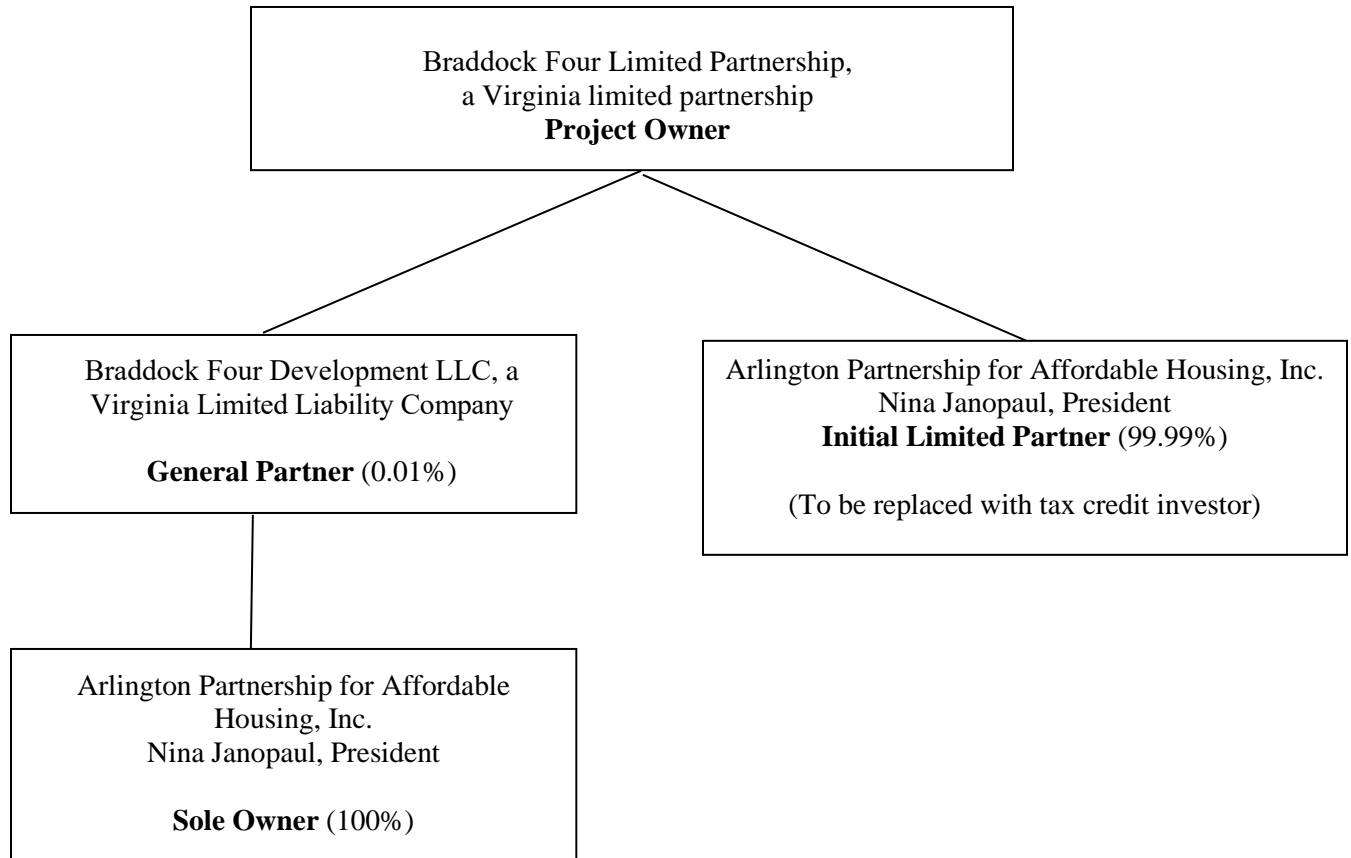 Braddock Four Limited Partnership,
a Virginia limited partnership
Project Owner
Braddock Four Development LLC, a
Virginia Limited Liability Company
General Partner (0.01%)
Arlington Partnership for Affordable Housing, Inc.
Nina Janopaul, President
Initial Limited Partner (99.99%)
(To be replaced with tax credit investor)
Arlington Partnership for Affordable
Housing, Inc.
Nina Janopaul, President
Sole Owner (100%)